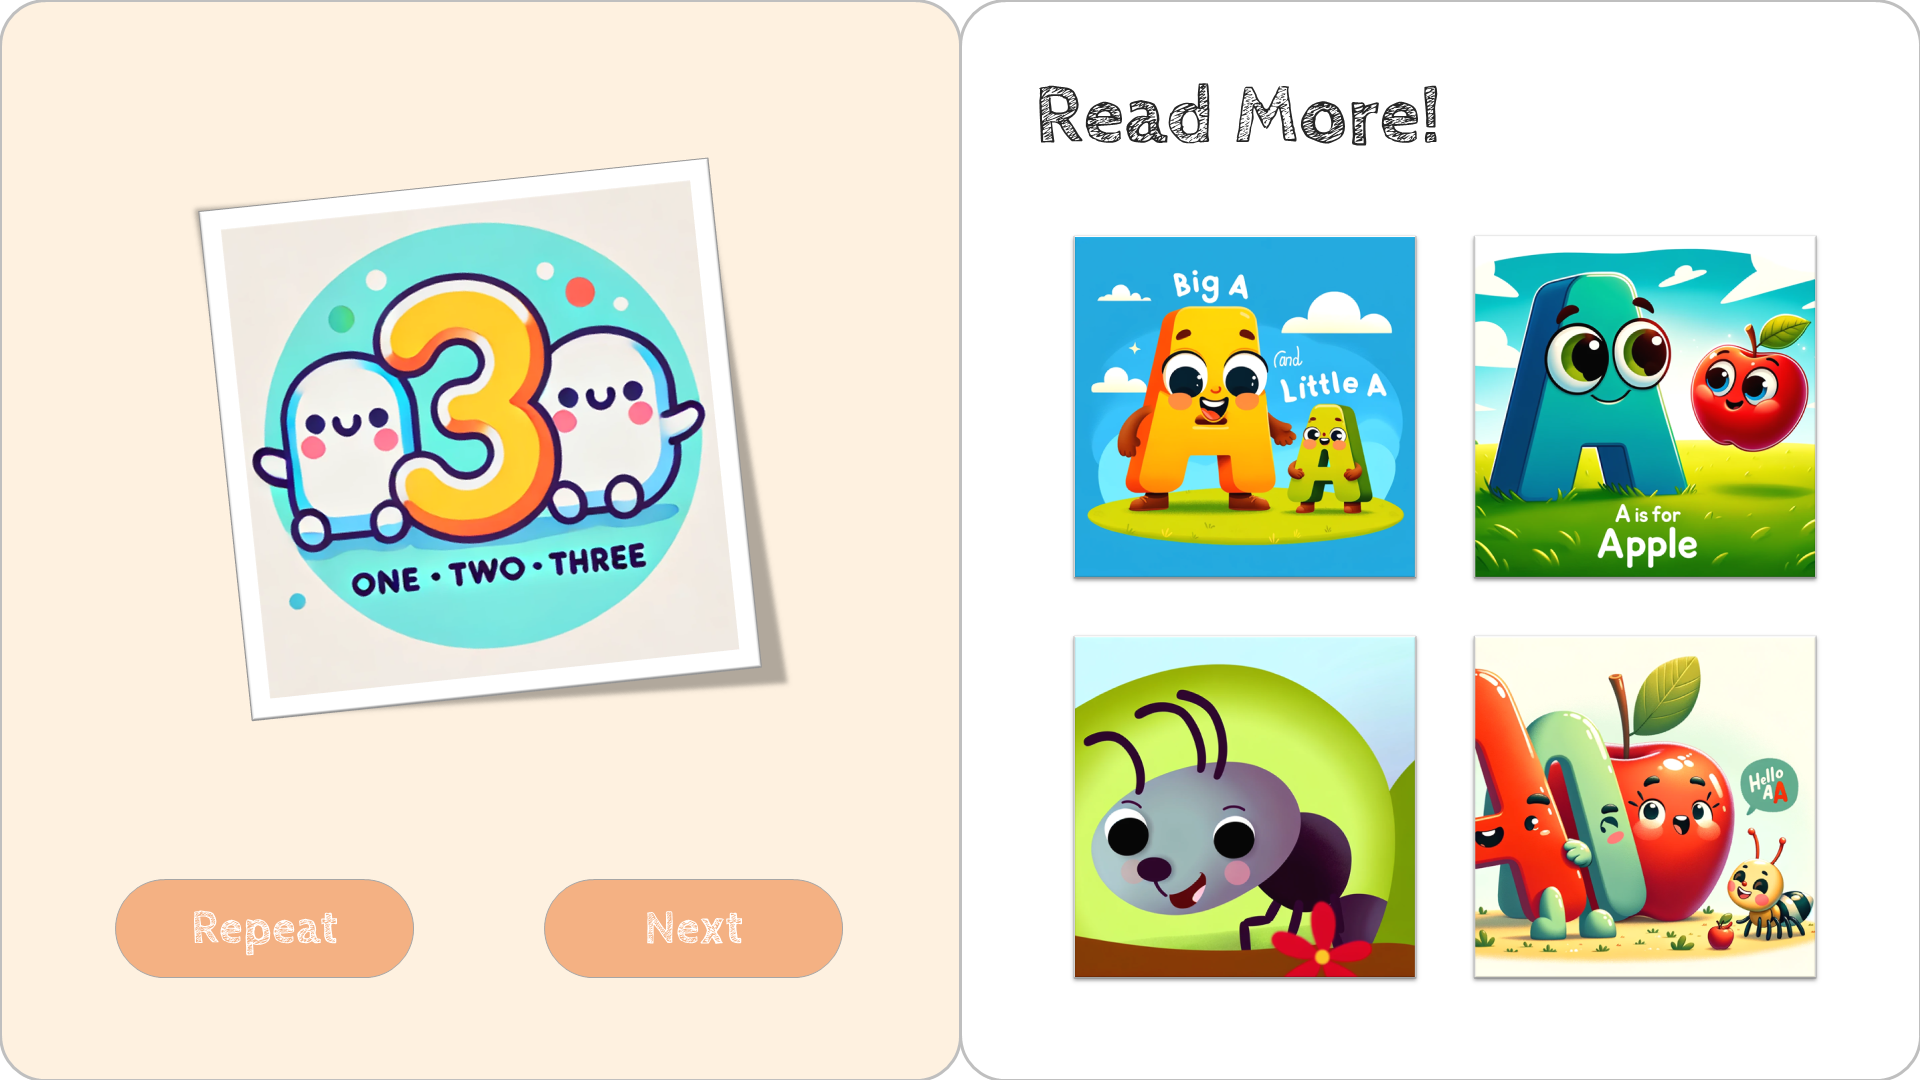 3
ONE • TWO • THREE
Repeat
Next
Read More!
Big A
and
Little A
A
A
A
A is for
Apple
Hello
AA